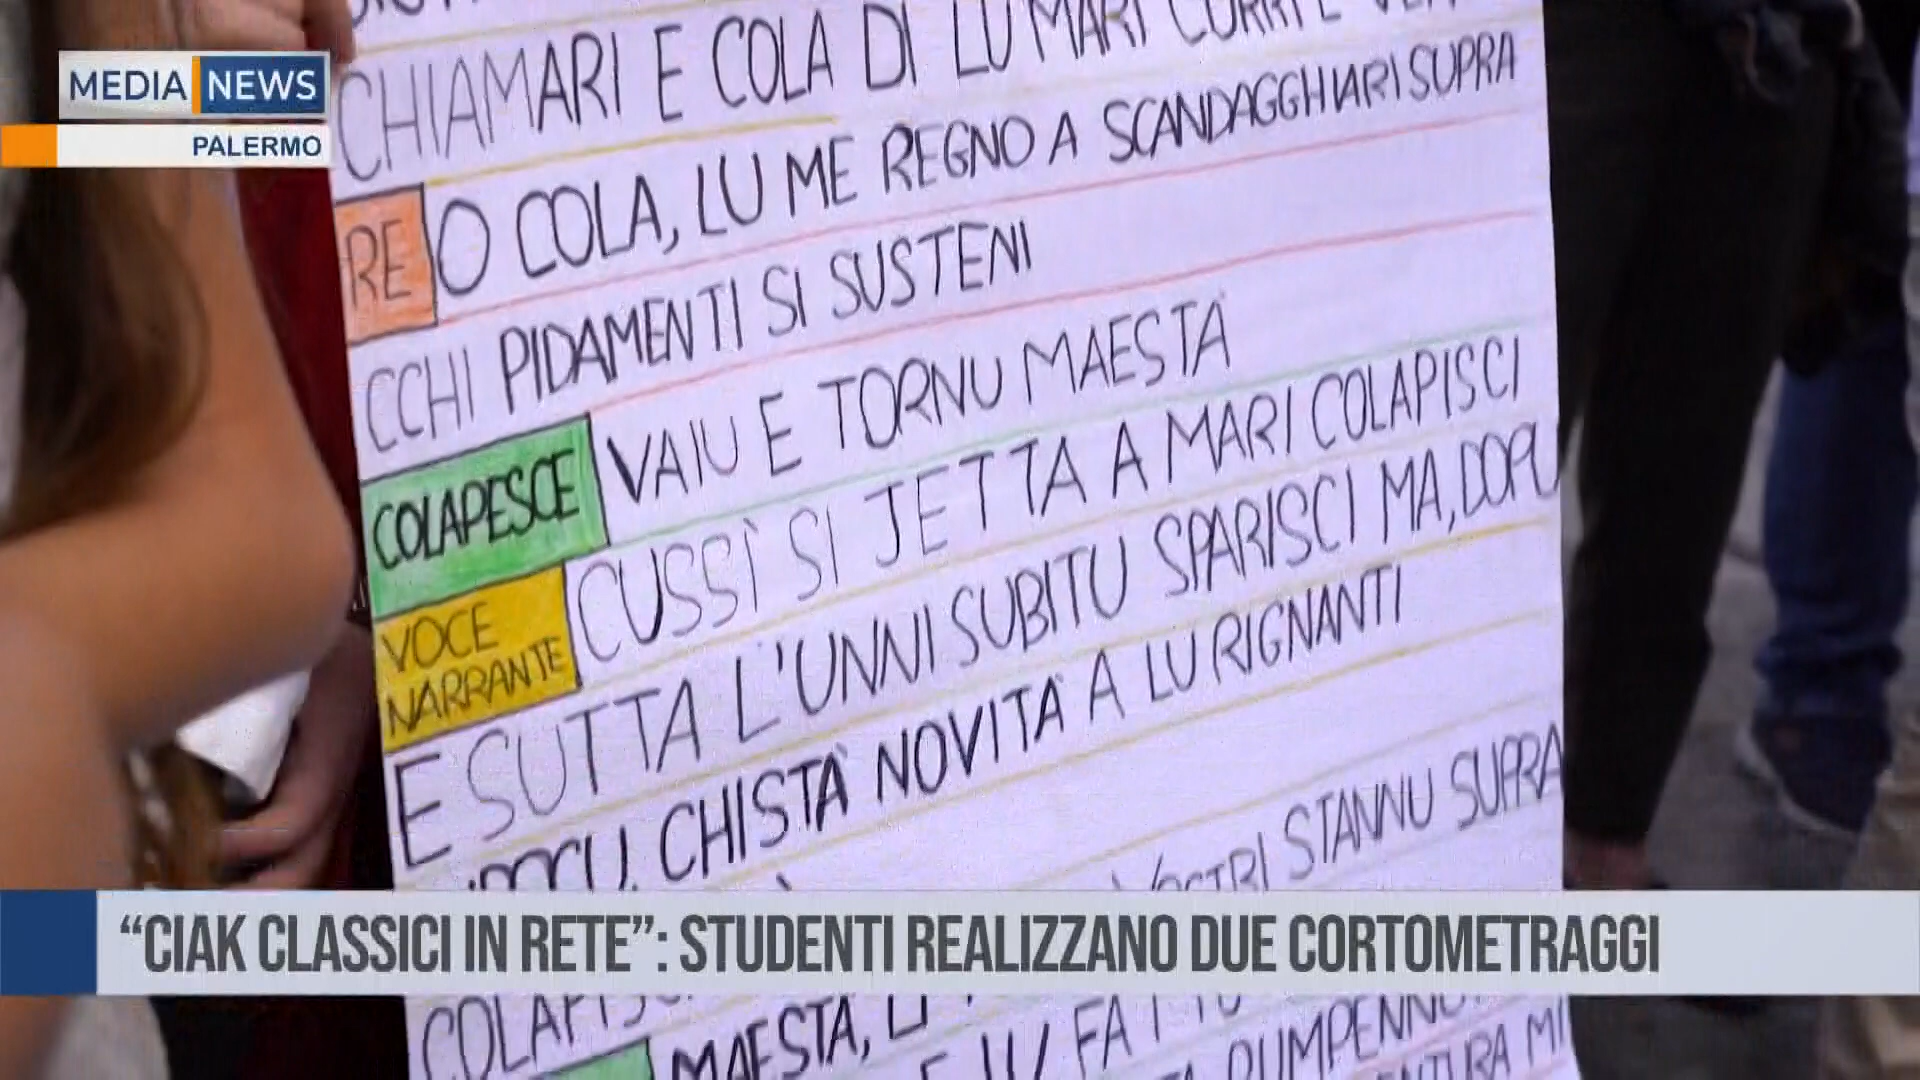 MEDIA NEWS
PALERMO
CHIAMARI E COLA DI LU MARI CURRI E
RE O COLA, LU ME REGNO A SCANDAGGHIARI SUPRA
CCHI PIDAMENTI SI SUSTENI
COLAPESCE VAIU E TORNU MAESTÀ
VOCE NARRANTE CUSSÌ SI JETTA A MARI COLAPISCI
E SUTTA L'UNNI SUBITU SPARISCI MA, DOPU
CHISTA NOVITÀ A LU RIGNANTI
VOSTRI STANNU SUPRA
“CIAK CLASSICI IN RETE”: STUDENTI REALIZZANO DUE CORTOMETRAGGI
MAESTÀ,